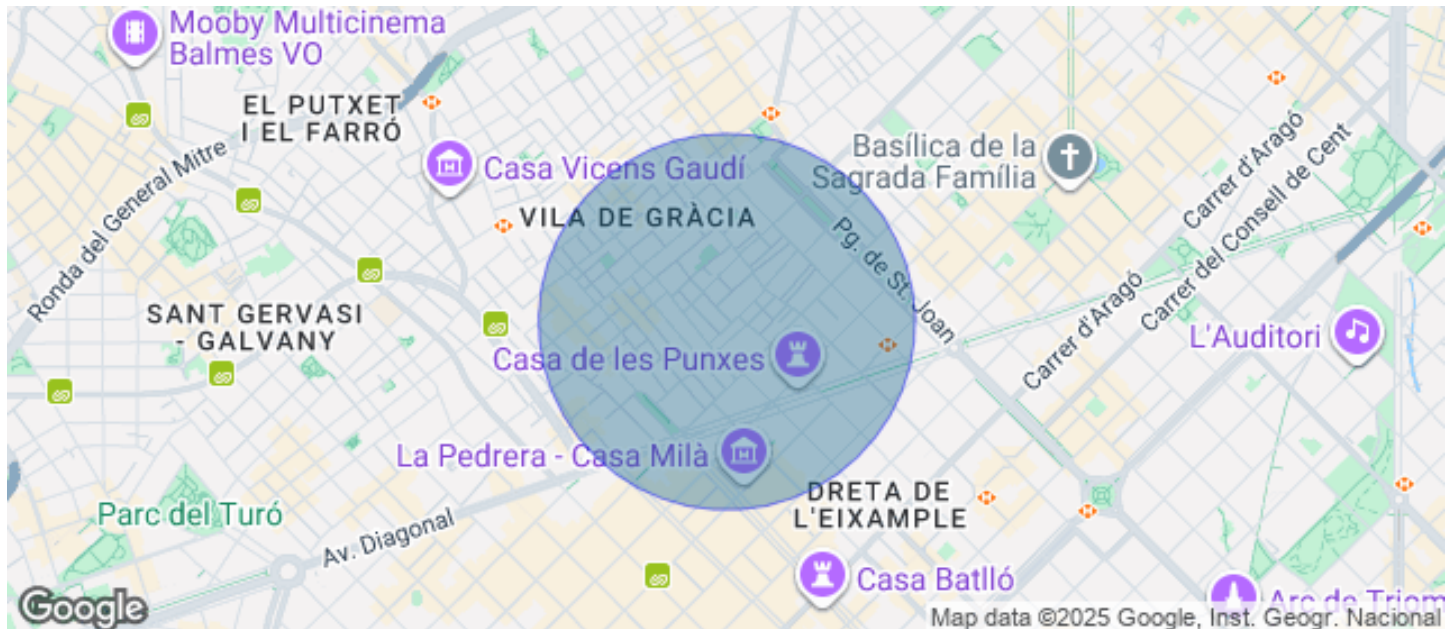 Mooby Multicinema
Balmes VO
EL PUTXET
I EL FARRÓ
Casa Vicens Gaudí
Basílica de la
Sagrada Família
Carrer d'Aragó
Carrer del Consell de Cent
Ronda del General Mitre
VILA DE GRÀCIA
Pg. de St. Joan
SANT GERVASI
- GALVANY
Casa de les Punxes
Carrer d'Aragó
L'Auditori
La Pedrera - Casa Milà
DRETA DE
L'EIXAMPLE
Parc del Turó
Av. Diagonal
Casa Batlló
Arc de Triom
Google
Map data ©2025 Google, Inst. Geogr. Nacional